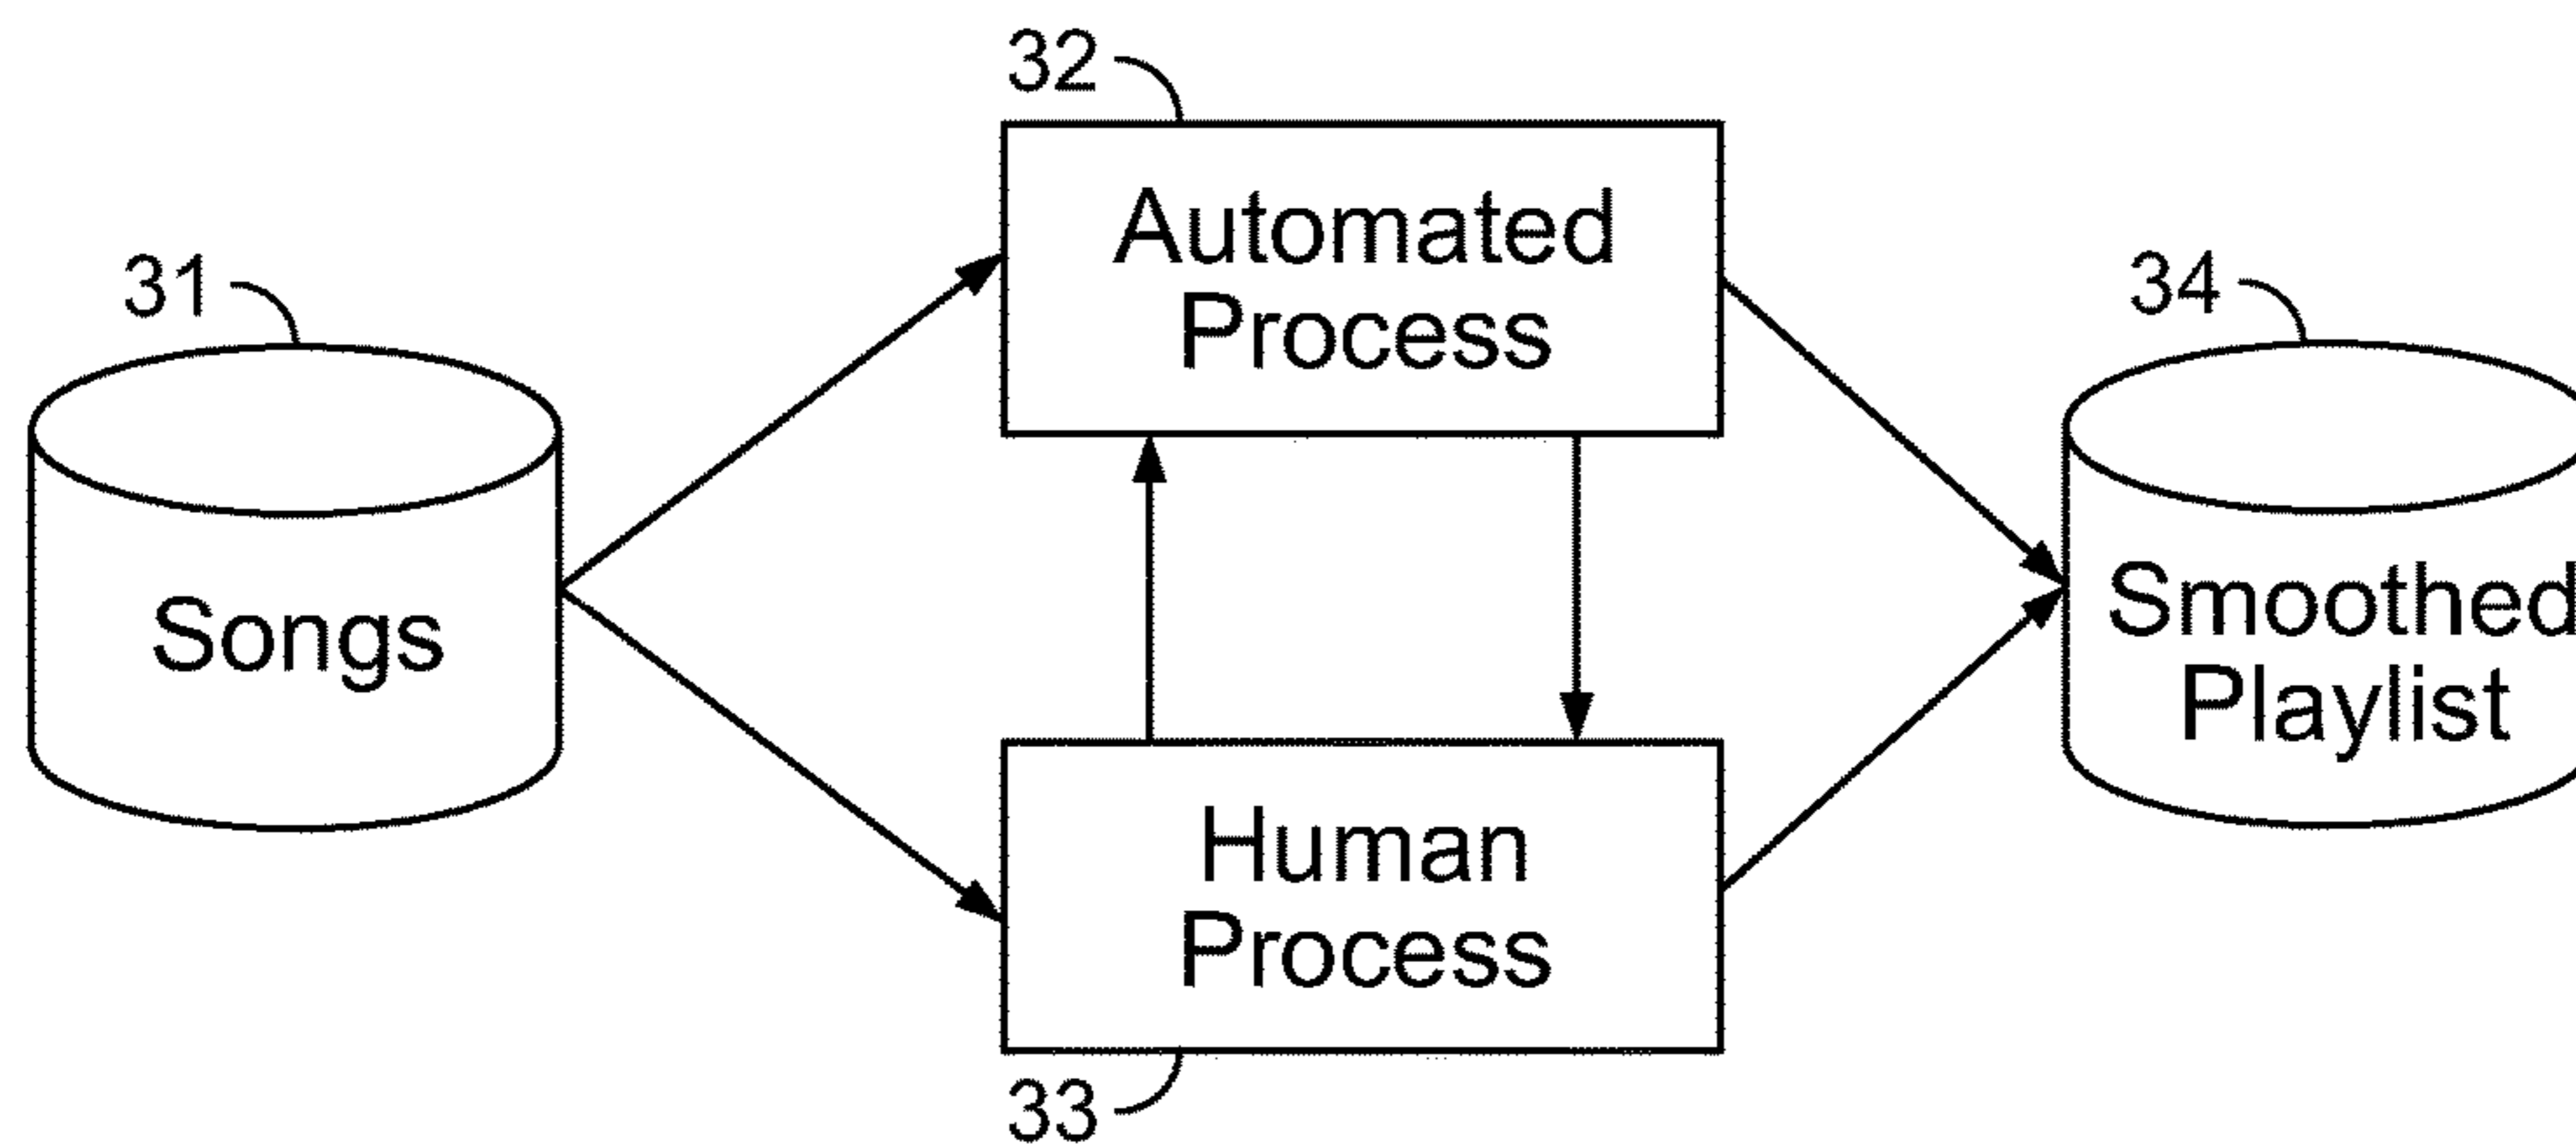 32
Automated
Process
31
Songs
34
Smoothed
Playlist
Human
Process
33